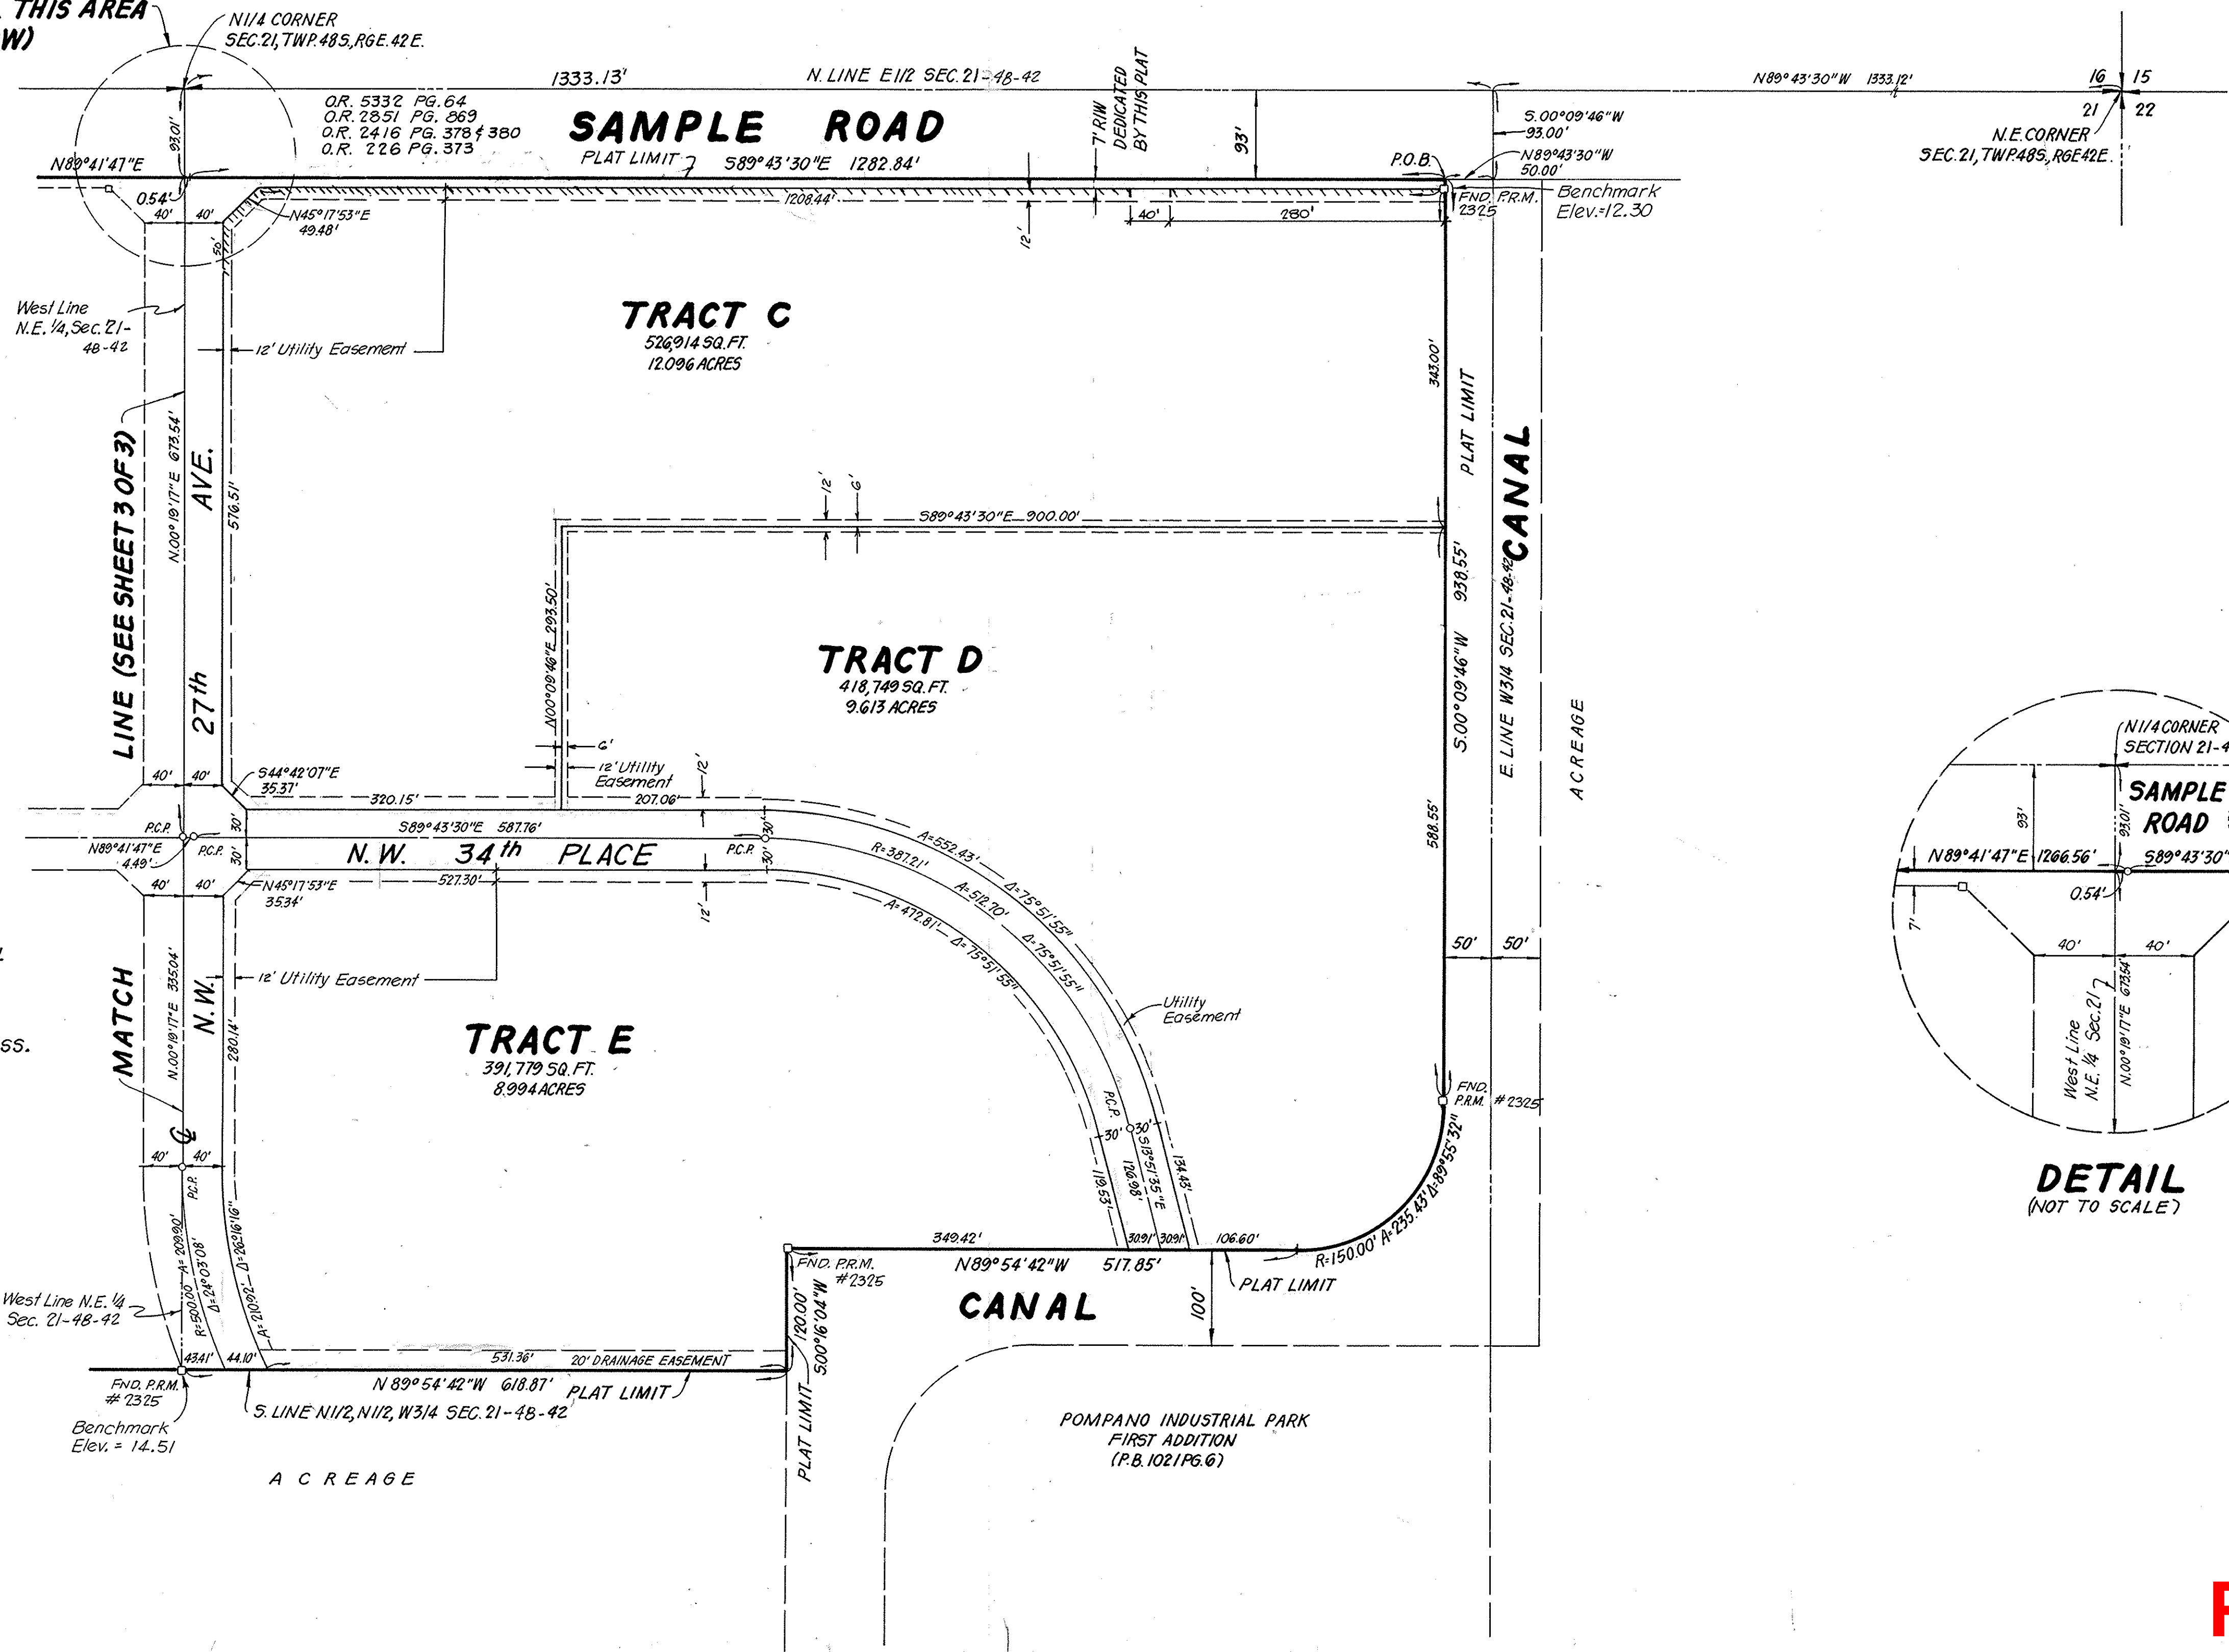 THIS AREA
W)
N1/4 CORNER
SEC.21, TWP.48S., RGE.42E.
1333.13'
N. LINE E1/2 SEC. 21-48-42
N89°43'30"W 1333.12'
16 15
21 22
N.E. CORNER
SEC.21, TWP.48S., RGE42E.
O.R. 5332 PG. 64
O.R. 2851 PG. 869
O.R. 2416 PG. 378 & 380
O.R. 226 PG. 373
SAMPLE ROAD
PLAT LIMIT
S89°43'30"E 1282.84'
7' R/W
DEDICATED
BY THIS PLAT
93'
S.00°09'46"W
93.00'
N89°43'30"W
50.00'
P.O.B.
FND. P.R.M.
2325
Benchmark
Elev.=12.30
93.01'
N89°41'47"E
0.54'
40' 40'
50'
N45°17'53"E
49.48'
1208.44'
12'
40'
280'
West Line
N.E. 1/4, Sec. 21-
48-42
12' Utility Easement
TRACT C
526,914 SQ.FT.
12.096 ACRES
343.00'
PLAT LIMIT
CANAL
LINE (SEE SHEET 3 OF 3)
N.00°19'17"E 673.54'
27th AVE.
576.51'
12'
6'
S89°43'30"E 900.00'
N00°09'46"E 293.50'
938.55'
S.00°09'46"W
E. LINE W3/4 SEC.21-48-42
ACREAGE
TRACT D
418,749 SQ.FT.
9.613 ACRES
6'
12' Utility
Easement
207.06'
12'
40' 40'
S44°42'07"E
35.37'
320.15'
P.C.P.
N89°41'47"E
4.49'
P.C.P.
30'
30'
S89°43'30"E 587.76'
P.C.P.
30'
30'
N.W. 34th PLACE
527.30'
12'
40' 40'
N45°17'53"E
35.34'
A=552.43'
Δ=75°51'55"
R=387.21'
A=512.70'
Δ=75°51'55"
A=472.81'
Δ=75°51'55"
588.55'
50' 50'
MATCH
N.00°19'17"E 335.04'
N.W.
280.14'
12' Utility Easement
ss.
TRACT E
391,779 SQ.FT.
8.994 ACRES
Utility
Easement
FND.
P.R.M. #2325
P.C.P.
30' 30'
S13°51'35"E
126.98'
119.53'
134.43'
40' 40'
P.C.P.
R=500.00' A=209.90'
Δ=24°03'08"
A=210.92' Δ=26°16'16"
349.42'
30.91' 30.91'
106.60'
R=150.00' A=235.43' Δ=89°55'32"
N89°54'42"W 517.85'
PLAT LIMIT
FND. P.R.M.
#2325
CANAL
100'
120.00'
S.00°16'04"W
PLAT LIMIT
West Line N.E. 1/4
Sec. 21-48-42
43.41' 44.10'
531.36'
20' DRAINAGE EASEMENT
N 89°54'42"W 618.87'
PLAT LIMIT
FND. P.R.M.
# 2325
S. LINE N1/2, N1/2, W3/4 SEC. 21-48-42
Benchmark
Elev. = 14.51
ACREAGE
POMPANO INDUSTRIAL PARK
FIRST ADDITION
(P.B. 102 / PG. 6)
N1/4 CORNER
SECTION 21-4
SAMPLE
ROAD
93'
93.01'
N89°41'47"E 1266.56'
S89°43'30"
0.54'
7'
40' 40'
West Line
N.E. 1/4 Sec. 21
N.00°19'17"E 673.54'
DETAIL
(NOT TO SCALE)